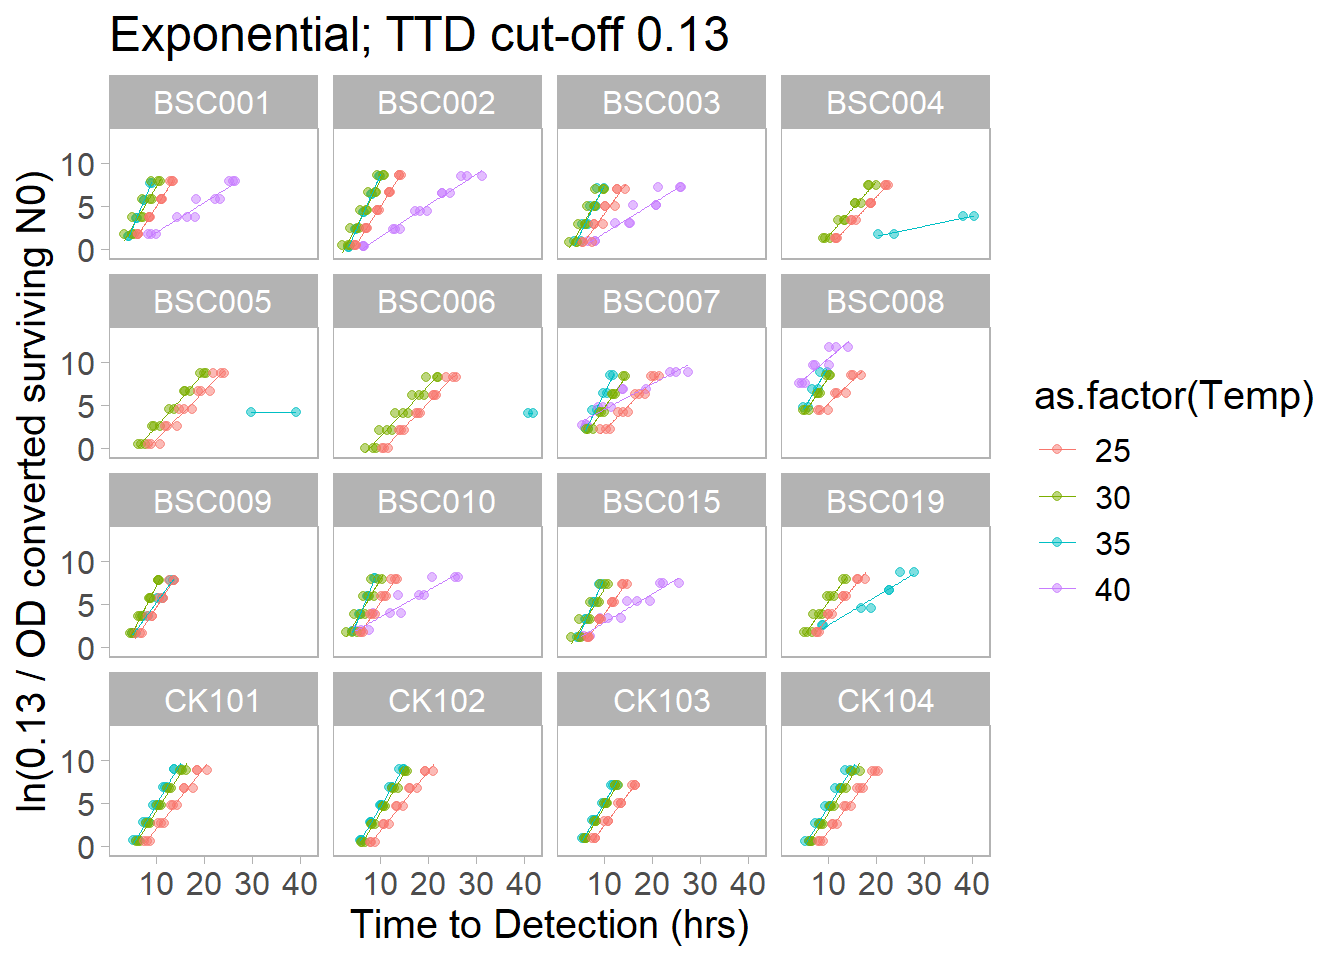 Exponential; TTD cut-off 0.13
BSC001 BSC002 BSC003 BSC004
10
5
0
BSC005 BSC006 BSC007 BSC008
10
5
0
BSC009 BSC010 BSC015 BSC019
10
5
0
CK101 CK102 CK103 CK104
10
5
0
10 20 30 40 10 20 30 40 10 20 30 40 10 20 30 40
Time to Detection (hrs)
ln(0.13 / OD converted surviving N0)
as.factor(Temp)
25
30
35
40